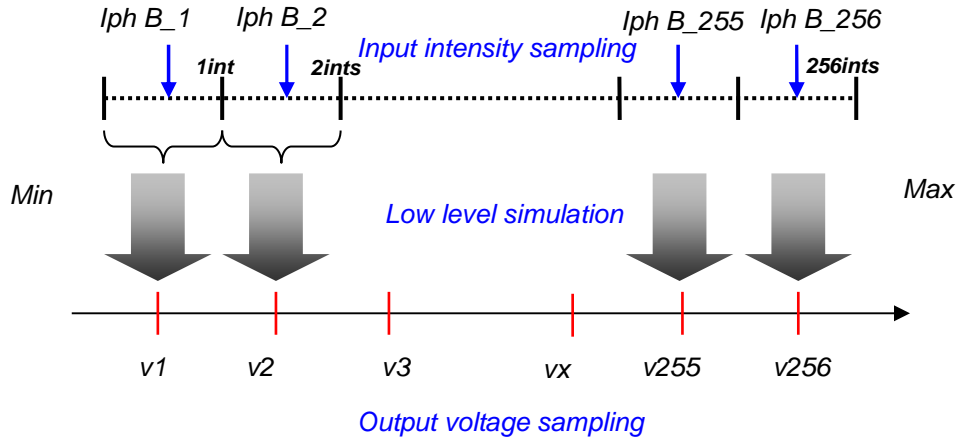 Iph B_1 Iph B_2 Iph B_255 Iph B_256
Input intensity sampling
1int 2ints 256ints
Min Max
Low level simulation
v1 v2 v3 vx v255 v256
Output voltage sampling